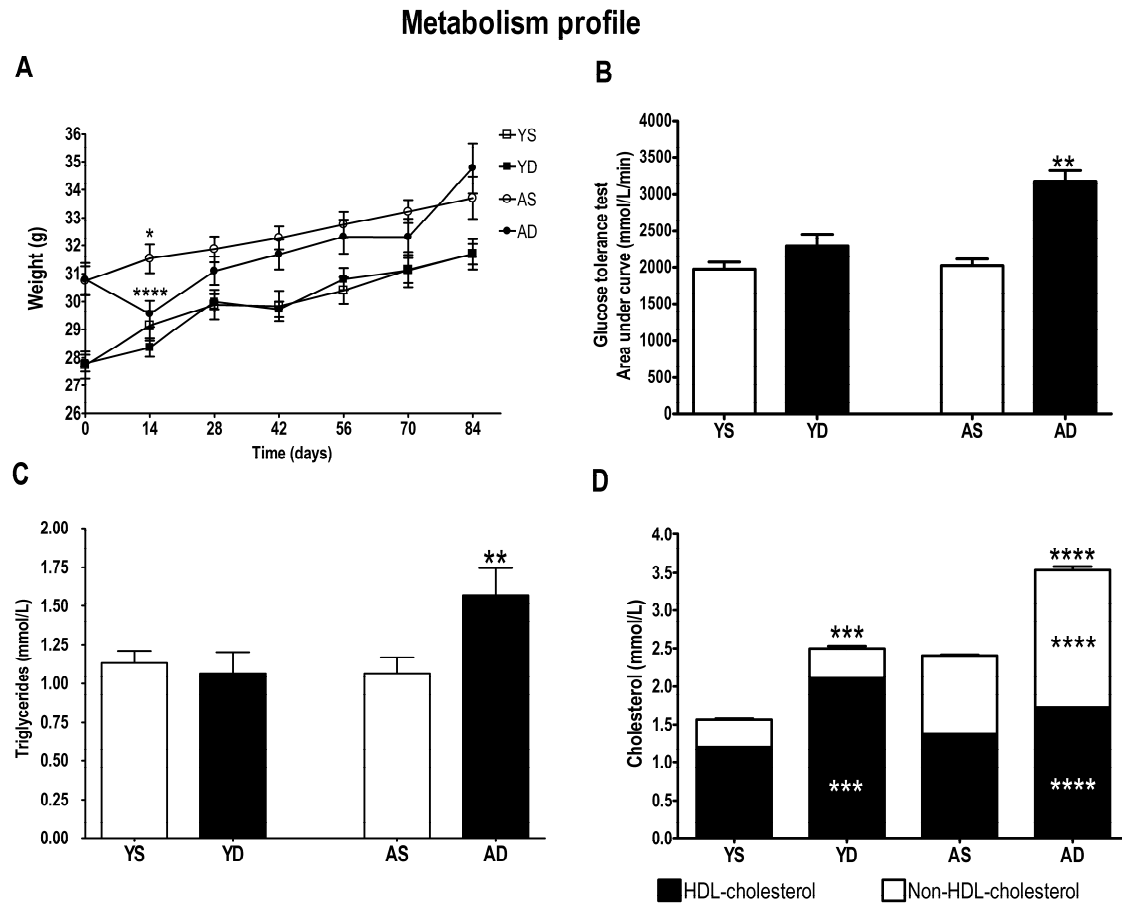 Metabolism profile
A
Weight (g)
36
35
34
33
32
31
30
29
28
27
26
0 14 28 42 56 70 84
Time (days)
*
****
YS
YD
AS
AD
B
Glucose tolerance test
Area under curve (mmol/L/min)
4000
3500
3000
2500
2000
1500
1000
500
0
**
YS YD AS AD
C
Triglycerides (mmol/L)
2.00
1.75
1.50
1.25
1.00
0.75
0.50
0.25
0.00
**
YS YD AS AD
D
Cholesterol (mmol/L)
4.0
3.5
3.0
2.5
2.0
1.5
1.0
0.5
0.0
***
***
****
****
****
YS YD AS AD
HDL-cholesterol Non-HDL-cholesterol